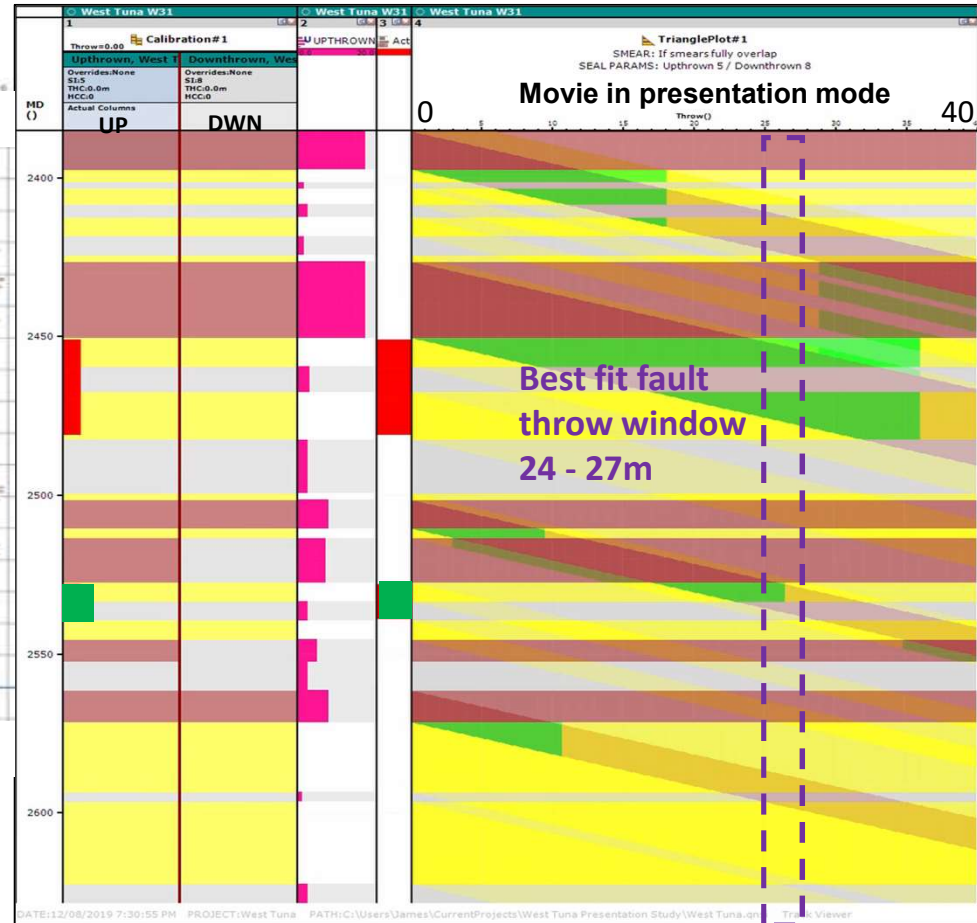 West Tuna W31
West Tuna W31
West Tuna W31
1
2
3
4
Calibration#1
Throw=0.00
UPTHROWN
Act
0.0 20.0
TrianglePlot#1
SMEAR: If smears fully overlap
SEAL PARAMS: Upthrown 5 / Downthrown 8
Upthrown, West T
Downthrown, Wes
Overrides:None
SI:5
THC:0.0m
HCC:0
Overrides:None
SI:8
THC:0.0m
HCC:0
Actual Columns
MD
()
UP
DWN
Movie in presentation mode
0
40
Throw()
5 10 15 20 25 30 35
2400
2450
Best fit fault
throw window
24 - 27m
2500
2550
2600
DATE:12/08/2019 7:30:55 PM PROJECT:West Tuna PATH:C:\Users\James\CurrentProjects\West Tuna Presentation Study\West Tuna.qn Track Viewer